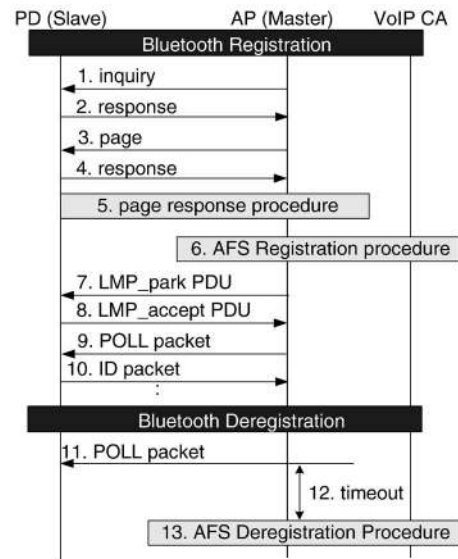 PD (Slave) AP (Master) VoIP CA
Bluetooth Registration
1. inquiry
2. response
3. page
4. response
5. page response procedure
6. AFS Registration procedure
7. LMP_park PDU
8. LMP_accept PDU
9. POLL packet
10. ID packet
:
Bluetooth Deregistration
11. POLL packet
12. timeout
13. AFS Deregistration Procedure